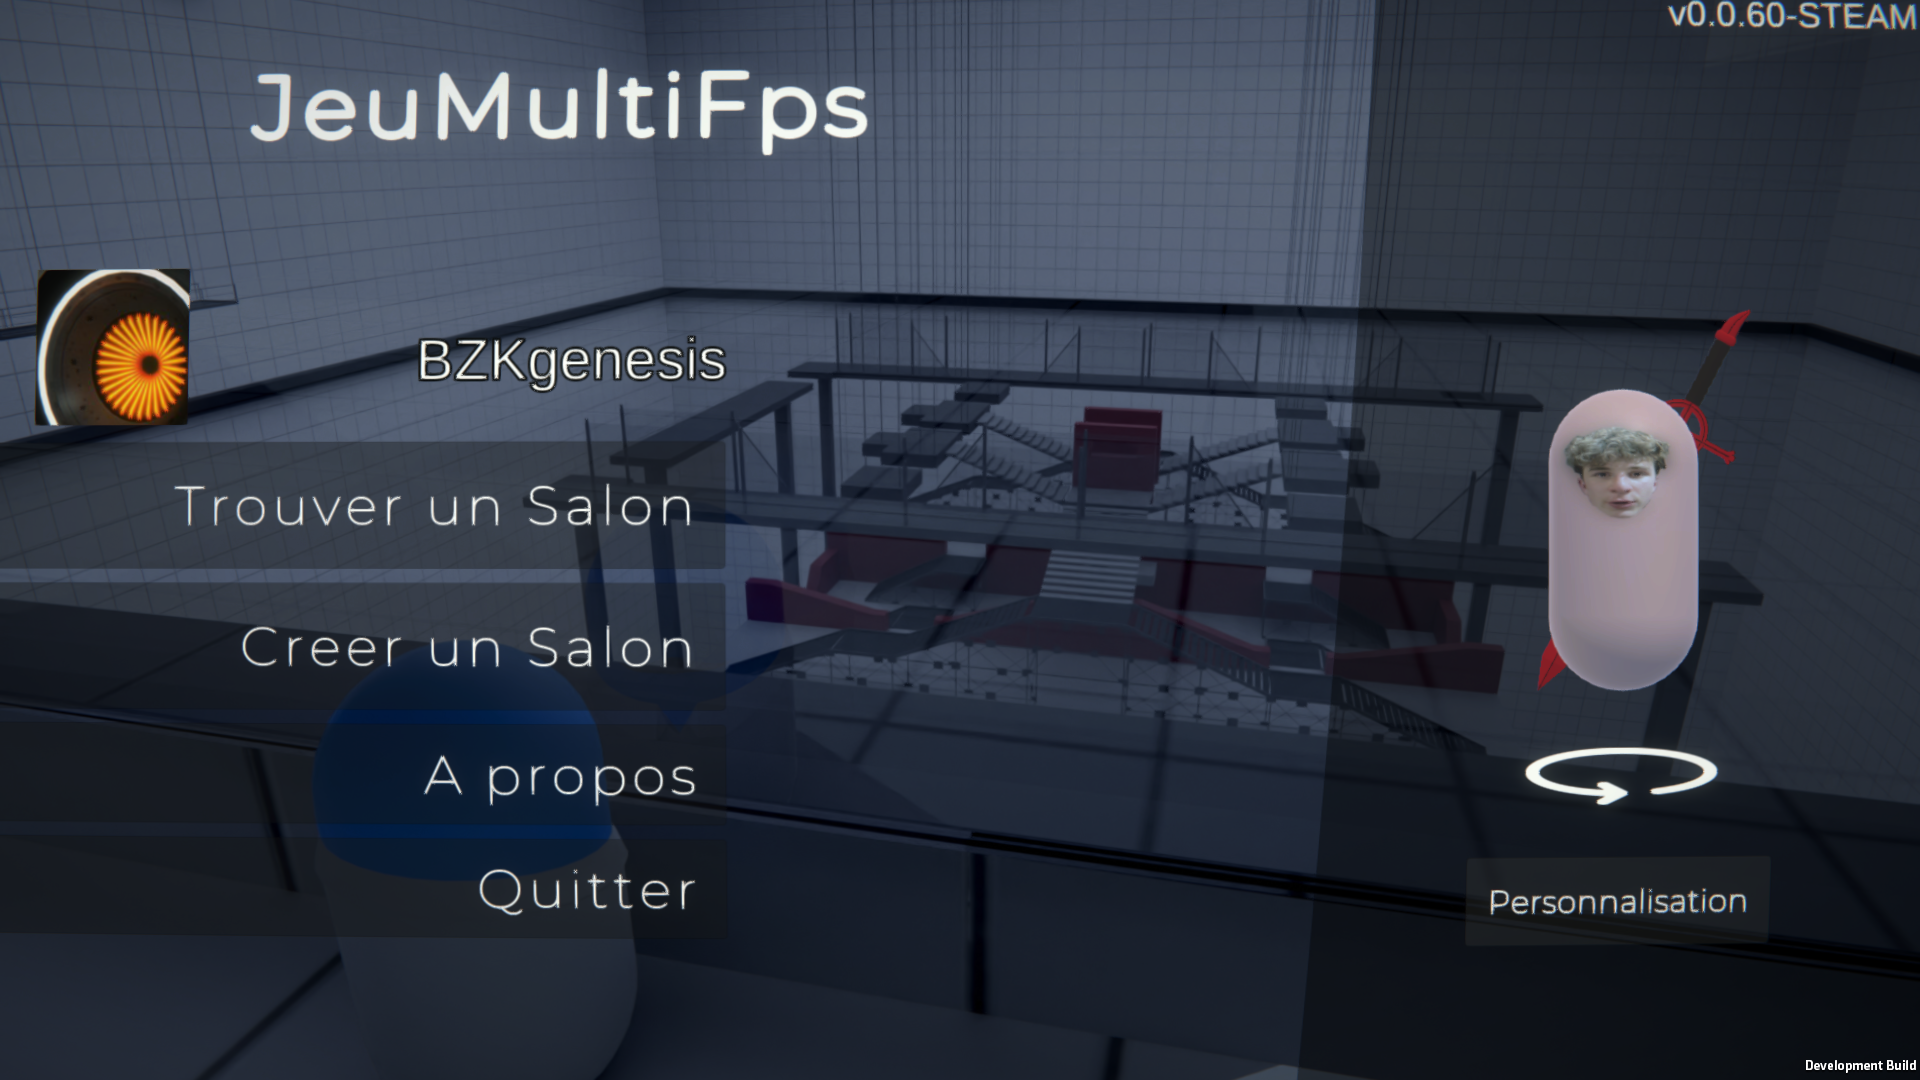 v0.0.60-STEAM
JeuMultiFps
BZKgenesis
Trouver un Salon
Creer un Salon
A propos
Quitter
Personnalisation
Development Build